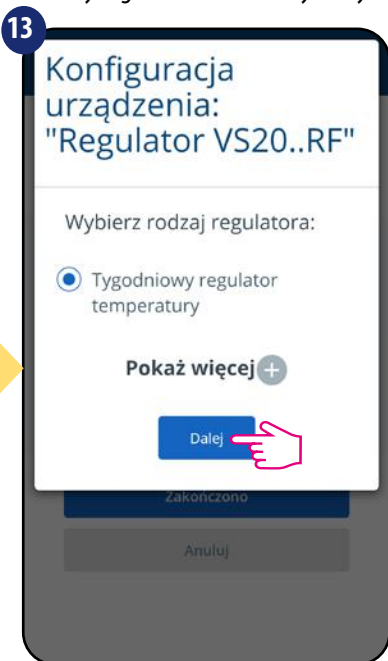 13
Konfiguracja
urządzenia:
"Regulator VS20..RF"
Wybierz rodzaj regulatora:
Tygodniowy regulator
temperatury
Pokaż więcej +
Dalej
Zakończono
Anuluj